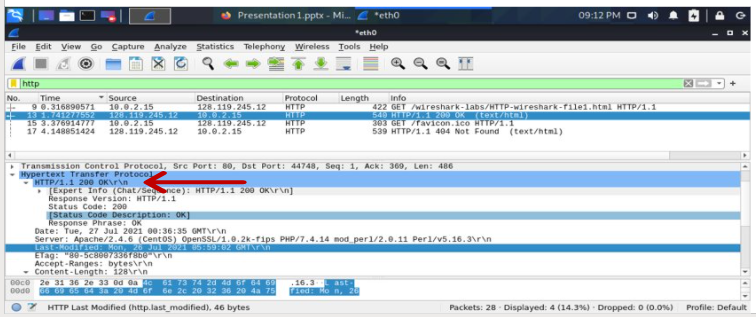 Presentation1.pptx - Mi... *eth0 09:12 PM
*eth0
File Edit View Go Capture Analyze Statistics Telephony Wireless Tools Help
http
No. Time Source Destination Protocol Length Info
9 0.316890571 10.0.2.15 128.119.245.12 HTTP 422 GET /wireshark-labs/HTTP-wireshark-file1.html HTTP/1.1
13 1.741277552 128.119.245.12 10.0.2.15 HTTP 540 HTTP/1.1 200 OK (text/html)
15 3.376914777 10.0.2.15 128.119.245.12 HTTP 303 GET /favicon.ico HTTP/1.1
17 4.148851424 128.119.245.12 10.0.2.15 HTTP 539 HTTP/1.1 404 Not Found (text/html)
Transmission Control Protocol, Src Port: 80, Dst Port: 44748, Seq: 1, Ack: 369, Len: 486
Hypertext Transfer Protocol
HTTP/1.1 200 OK\r\n
[Expert Info (Chat/Sequence): HTTP/1.1 200 OK\r\n]
Response Version: HTTP/1.1
Status Code: 200
[Status Code Description: OK]
Response Phrase: OK
Date: Tue, 27 Jul 2021 00:36:35 GMT\r\n
Server: Apache/2.4.6 (CentOS) OpenSSL/1.0.2k-fips PHP/7.4.14 mod_perl/2.0.11 Perl/v5.16.3\r\n
Last-Modified: Mon, 26 Jul 2021 05:59:02 GMT\r\n
ETag: "80-5c8007336f8b0"\r\n
Accept-Ranges: bytes\r\n
Content-Length: 128\r\n
00c0 2e 31 36 2e 33 0d 0a 4c 61 73 74 2d 4d 6f 64 69 .16.3··L ast-
00d0 66 69 65 64 3a 20 4d 6f 6e 2c 20 32 36 20 4a 75 fied: Mo n, 26
HTTP Last Modified (http.last_modified), 46 bytes Packets: 28 · Displayed: 4 (14.3%) · Dropped: 0 (0.0%) Profile: Default